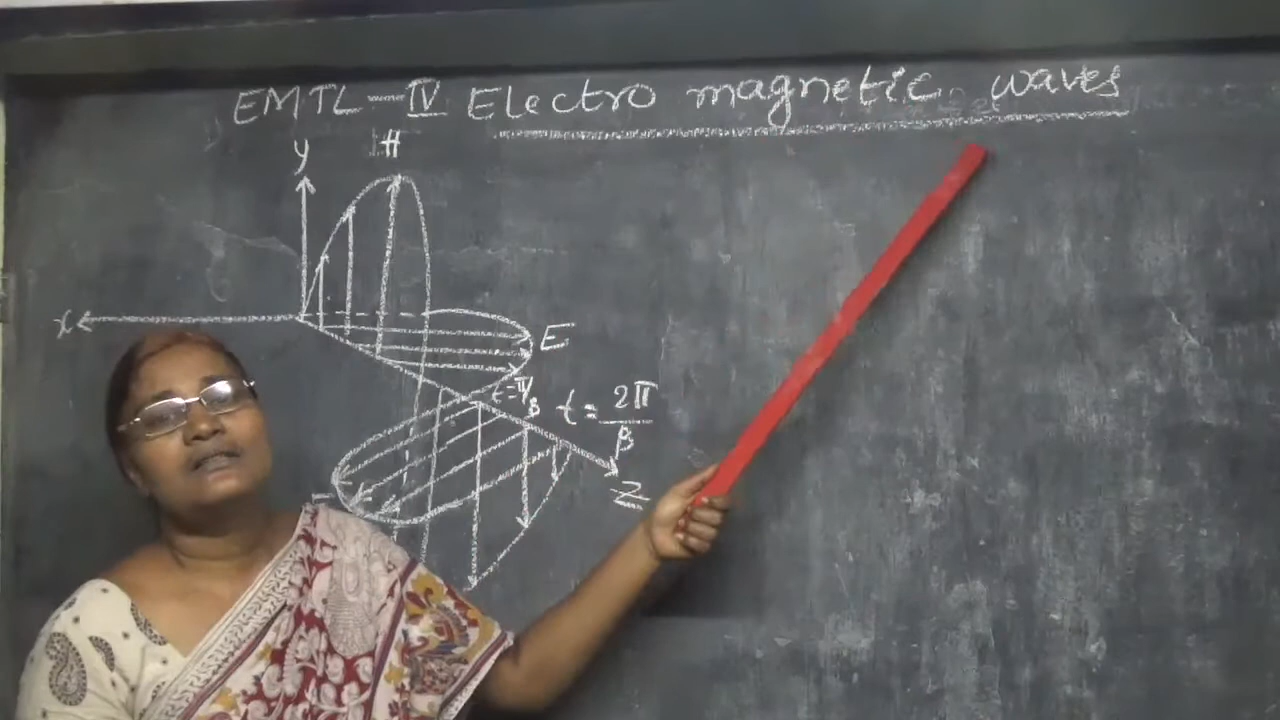 EMTL-IV Electro magnetic waves
y H
x
E
t=π/β t = 2π/β
Z